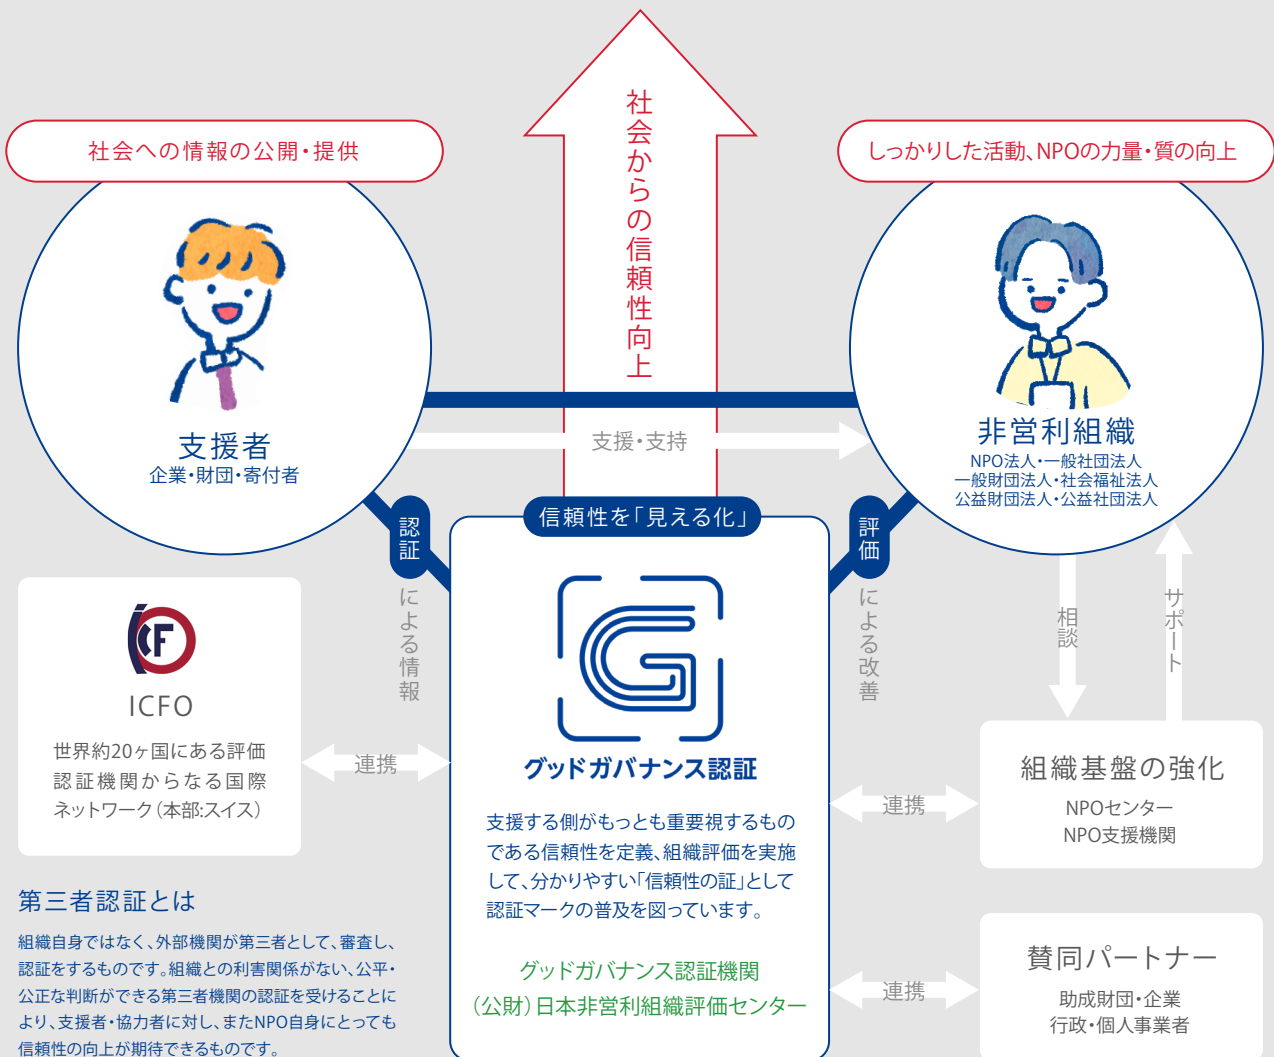 社会からの信頼性向上
社会への情報の公開・提供
しっかりした活動、NPOの力量・質の向上
支援者
企業・財団・寄付者
支援・支持
非営利組織
NPO法人・一般社団法人
一般財団法人・社会福祉法人
公益財団法人・公益社団法人
認証
による情報
信頼性を「見える化」
評価
による改善
相談
サポート
G
グッドガバナンス認証
支援する側がもっとも重要視するもの
である信頼性を定義、組織評価を実施
して、分かりやすい「信頼性の証」として
認証マークの普及を図っています。
グッドガバナンス認証機関
(公財)日本非営利組織評価センター
ICFO
ICFO
世界約20ヶ国にある評価
認証機関からなる国際
ネットワーク(本部:スイス)
連携
連携
組織基盤の強化
NPOセンター
NPO支援機関
連携
賛同パートナー
助成財団・企業
行政・個人事業者
第三者認証とは
組織自身ではなく、外部機関が第三者として、審査し、
認証をするものです。組織との利害関係がない、公平・
公正な判断ができる第三者機関の認証を受けることに
より、支援者・協力者に対し、またNPO自身にとっても
信頼性の向上が期待できるものです。